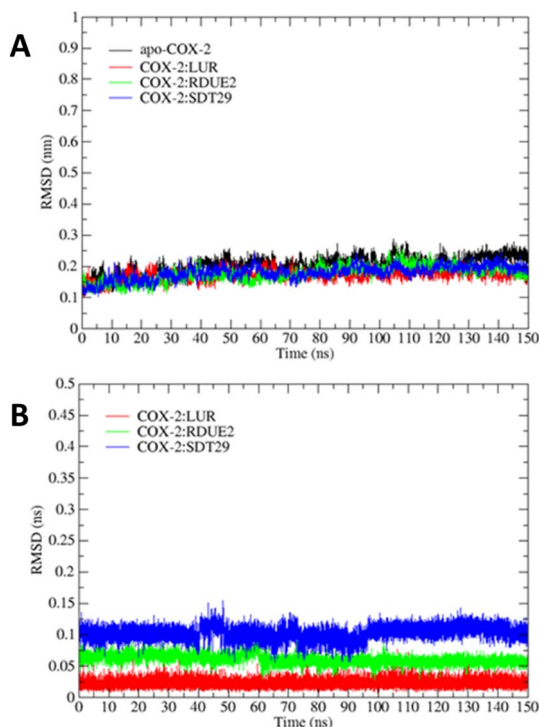 A
1
0.9
0.8
0.7
0.6
0.5
0.4
0.3
0.2
0.1
0
RMSD (nm)
apo-COX-2
COX-2:LUR
COX-2:RDUE2
COX-2:SDT29
0 10 20 30 40 50 60 70 80 90 100 110 120 130 140 150
Time (ns)
B
0.5
0.45
0.4
0.35
0.3
0.25
0.2
0.15
0.1
0.05
0
RMSD (ns)
COX-2:LUR
COX-2:RDUE2
COX-2:SDT29
0 10 20 30 40 50 60 70 80 90 100 110 120 130 140 150
Time (ns)